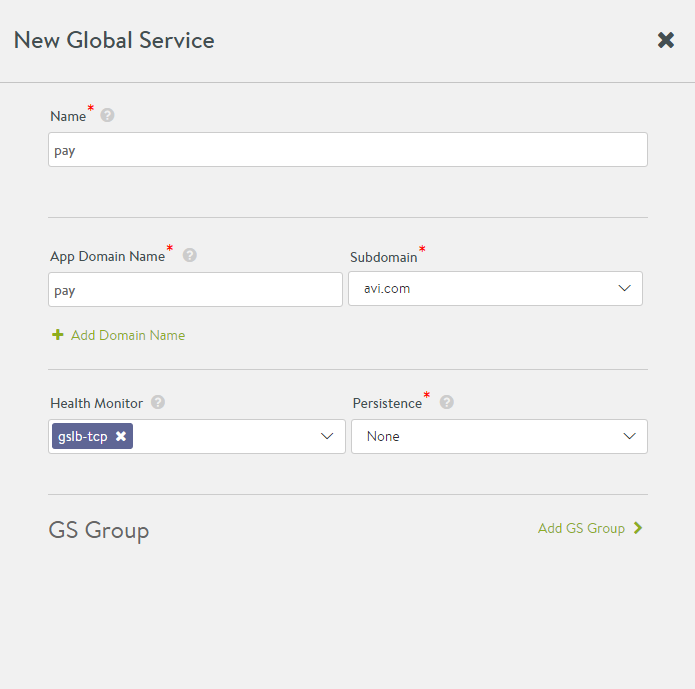 New Global Service
Name*
pay
App Domain Name* Subdomain*
pay avi.com
Add Domain Name
Health Monitor Persistence*
gslb-tcp None
GS Group Add GS Group